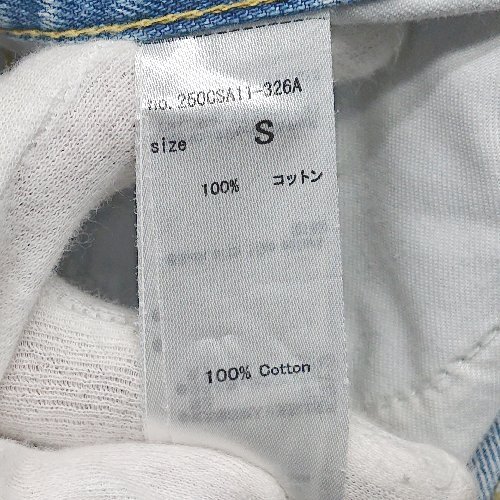 no.250CSA11-326A
size S
100% コットン
100% Cotton